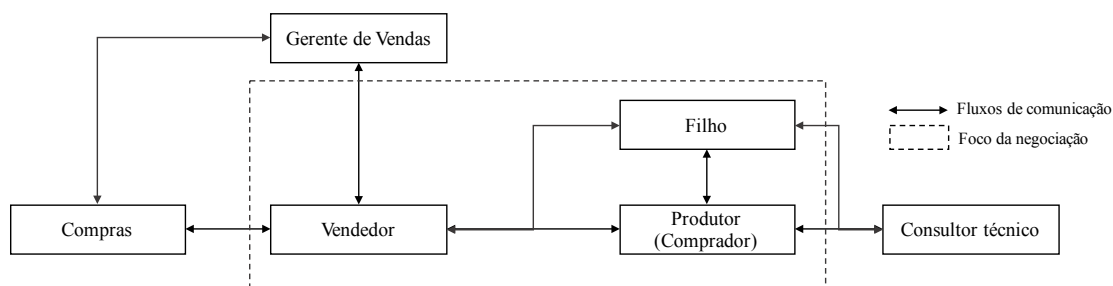 Gerente de Vendas
Fluxos de comunicação
Filho
Foco da negociação
Compras
Vendedor
Produtor
(Comprador)
Consultor técnico